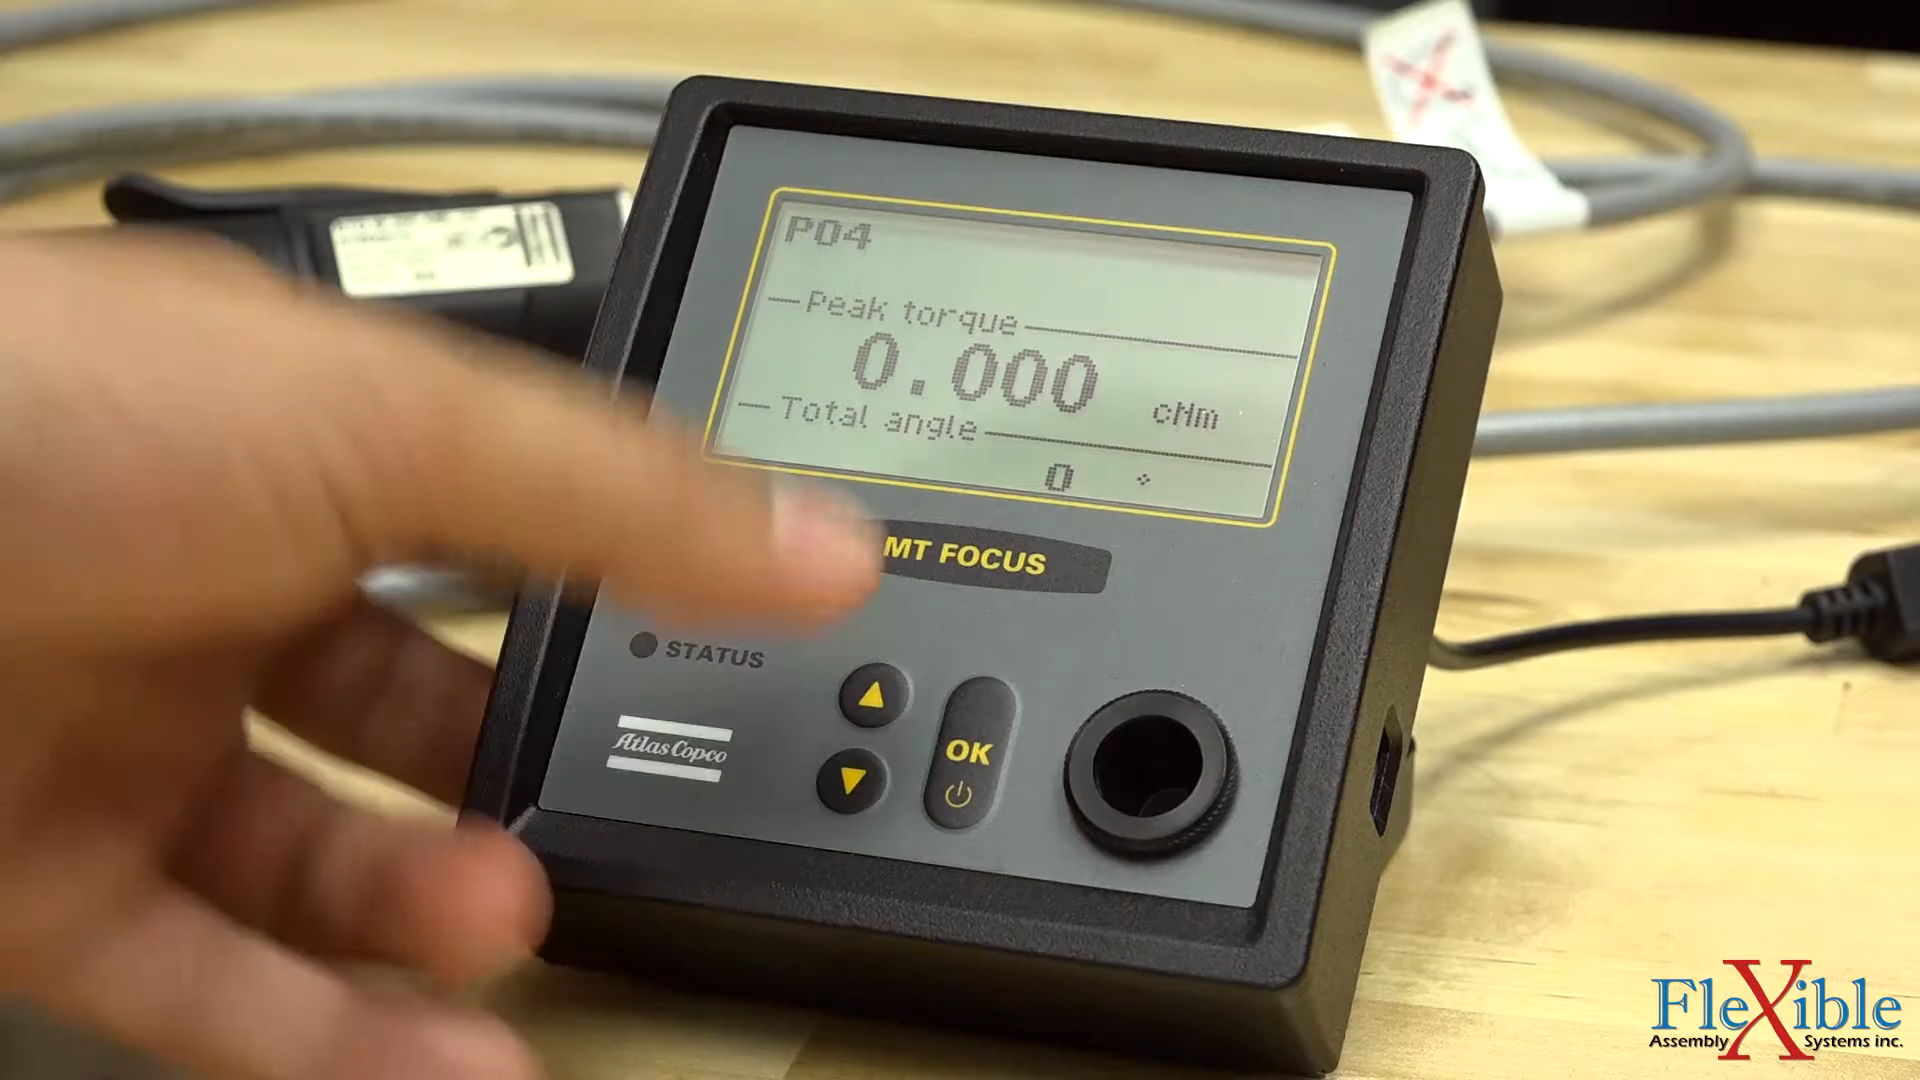 P04
Peak torque
0.000 cNm
Total angle
0 °
MT FOCUS
STATUS
Atlas Copco
OK
FleXible
Assembly Systems inc.